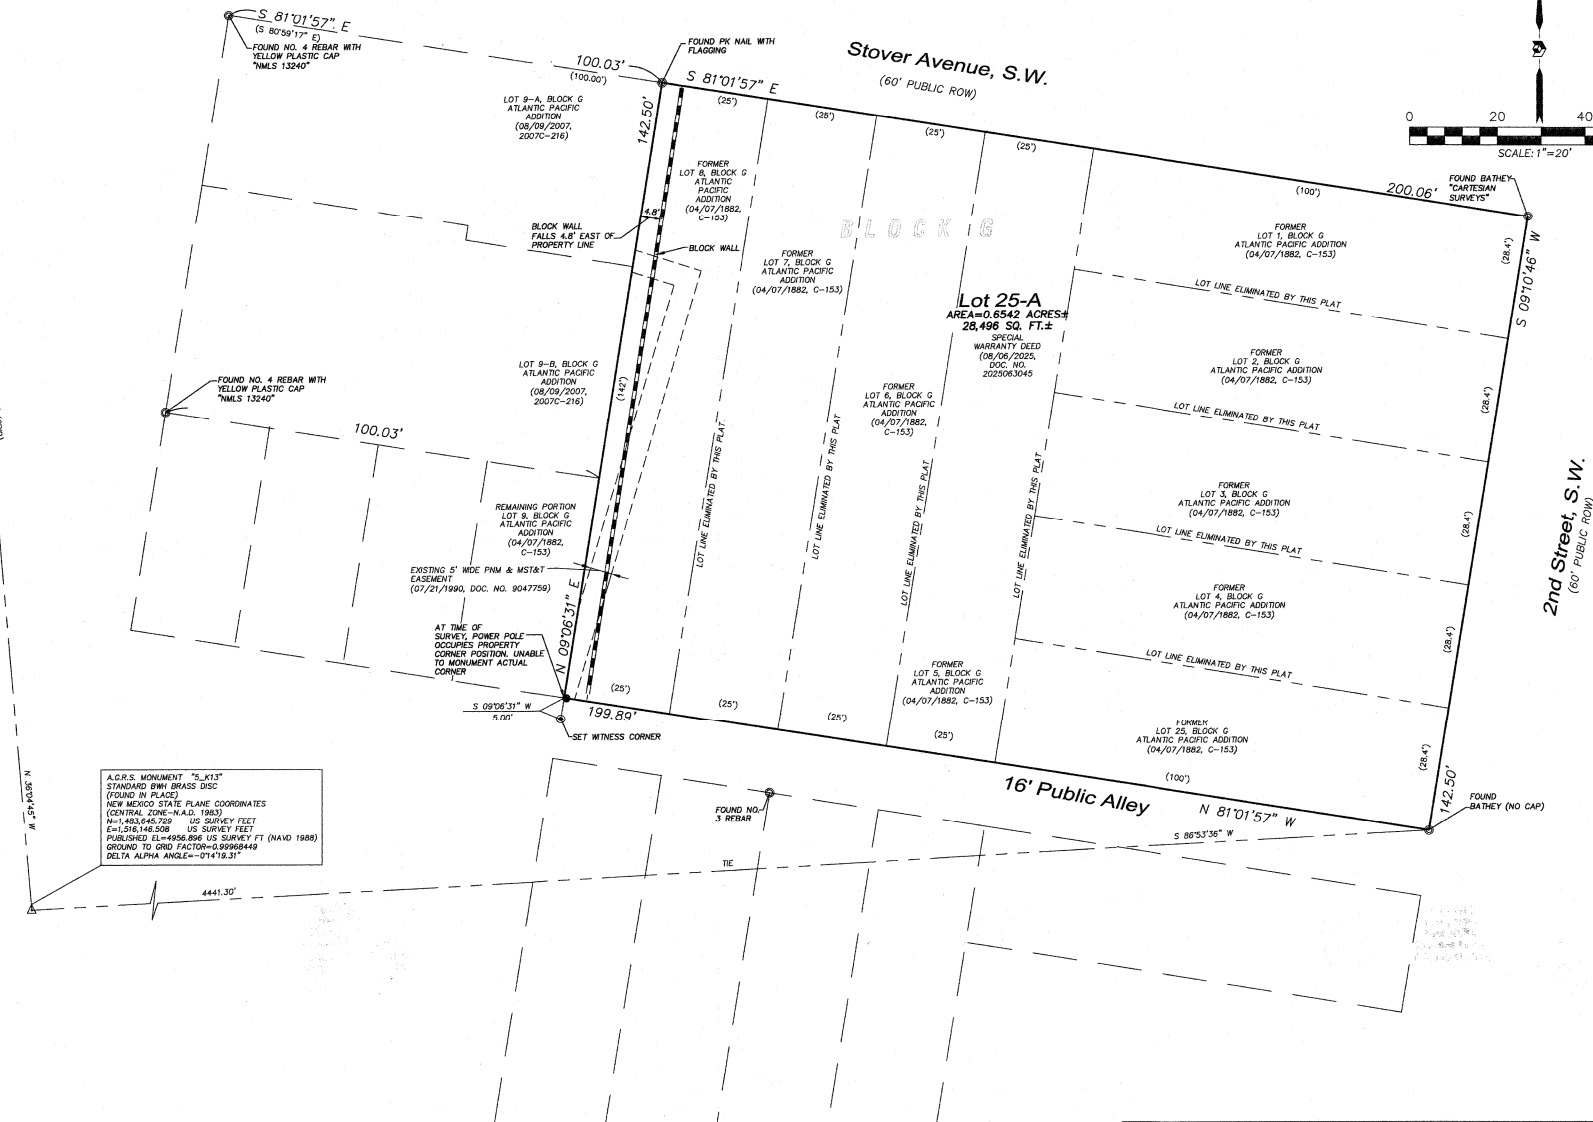 S 81°01'57" E
(S 80°59'17" E)
FOUND NO. 4 REBAR WITH
YELLOW PLASTIC CAP
"NMLS 13240"
100.03'
(100.00')
FOUND PK NAIL WITH
FLAGGING
S 81°01'57" E
Stover Avenue, S.W.
(60' PUBLIC ROW)
0 20 40
SCALE: 1"=20'
(25')
(25')
(25')
(25')
(100')
200.06'
FOUND BATHEY
"CARTESIAN
SURVEYS"
LOT 9-A, BLOCK G
ATLANTIC PACIFIC
ADDITION
(08/09/2007,
2007C-216)
142.50'
FORMER
LOT 8, BLOCK G
ATLANTIC
PACIFIC
ADDITION
(04/07/1882,
C-153)
4.8'
BLOCK WALL
FALLS 4.8' EAST OF
PROPERTY LINE
BLOCK WALL
BLOCK G
FORMER
LOT 7, BLOCK G
ATLANTIC PACIFIC
ADDITION
(04/07/1882, C-153)
FORMER
LOT 1, BLOCK G
ATLANTIC PACIFIC ADDITION
(04/07/1882, C-153)
(28.4')
S 09°10'46" W
LOT LINE ELIMINATED BY THIS PLAT
Lot 25-A
AREA=0.6542 ACRES±
28,496 SQ. FT.±
SPECIAL
WARRANTY DEED
(08/06/2025,
DOC. NO.
2025063045
LOT 9-B, BLOCK G
ATLANTIC PACIFIC
ADDITION
(08/09/2007,
2007C-216)
(142')
FORMER
LOT 6, BLOCK G
ATLANTIC PACIFIC
ADDITION
(04/07/1882,
C-153)
FORMER
LOT 2, BLOCK G
ATLANTIC PACIFIC ADDITION
(04/07/1882, C-153)
(28.4')
LOT LINE ELIMINATED BY THIS PLAT
FOUND NO. 4 REBAR WITH
YELLOW PLASTIC CAP
"NMLS 13240"
100.03'
LOT LINE ELIMINATED BY THIS PLAT
LOT LINE ELIMINATED BY THIS PLAT
LOT LINE ELIMINATED BY THIS PLAT
LOT LINE ELIMINATED BY THIS PLAT
FORMER
LOT 3, BLOCK G
ATLANTIC PACIFIC ADDITION
(04/07/1882, C-153)
(28.4')
LOT LINE ELIMINATED BY THIS PLAT
2nd Street, S.W.
(60' PUBLIC ROW)
REMAINING PORTION
LOT 9, BLOCK G
ATLANTIC PACIFIC
ADDITION
(04/07/1882,
C-153)
EXISTING 5' WIDE PNM & MST&T
EASEMENT
(07/21/1990, DOC. NO. 9047759)
N 09°06'31" E
FORMER
LOT 4, BLOCK G
ATLANTIC PACIFIC ADDITION
(04/07/1882, C-153)
(28.4')
LOT LINE ELIMINATED BY THIS PLAT
AT TIME OF
SURVEY, POWER POLE
OCCUPIES PROPERTY
CORNER POSITION. UNABLE
TO MONUMENT ACTUAL
CORNER
FORMER
LOT 5, BLOCK G
ATLANTIC PACIFIC
ADDITION
(04/07/1882, C-153)
S 09°06'31" W
5.00'
SET WITNESS CORNER
(25')
199.89'
(25')
(25')
(25')
(100')
FORMER
LOT 25, BLOCK G
ATLANTIC PACIFIC ADDITION
(04/07/1882, C-153)
(28.4')
142.50'
16' Public Alley
N 81°01'57" W
FOUND
BATHEY (NO CAP)
FOUND NO.
3 REBAR
S 86°53'36" W
TIE
4441.30'
N 36°04'45" W
A.G.R.S. MONUMENT "5_K13"
STANDARD BWH BRASS DISC
(FOUND IN PLACE)
NEW MEXICO STATE PLANE COORDINATES
(CENTRAL ZONE-N.A.D. 1983)
N=1,483,645.729 US SURVEY FEET
E=1,516,146.508 US SURVEY FEET
PUBLISHED EL=4956.896 US SURVEY FT (NAVD 1988)
GROUND TO GRID FACTOR=0.99968449
DELTA ALPHA ANGLE=-0°14'19.31"